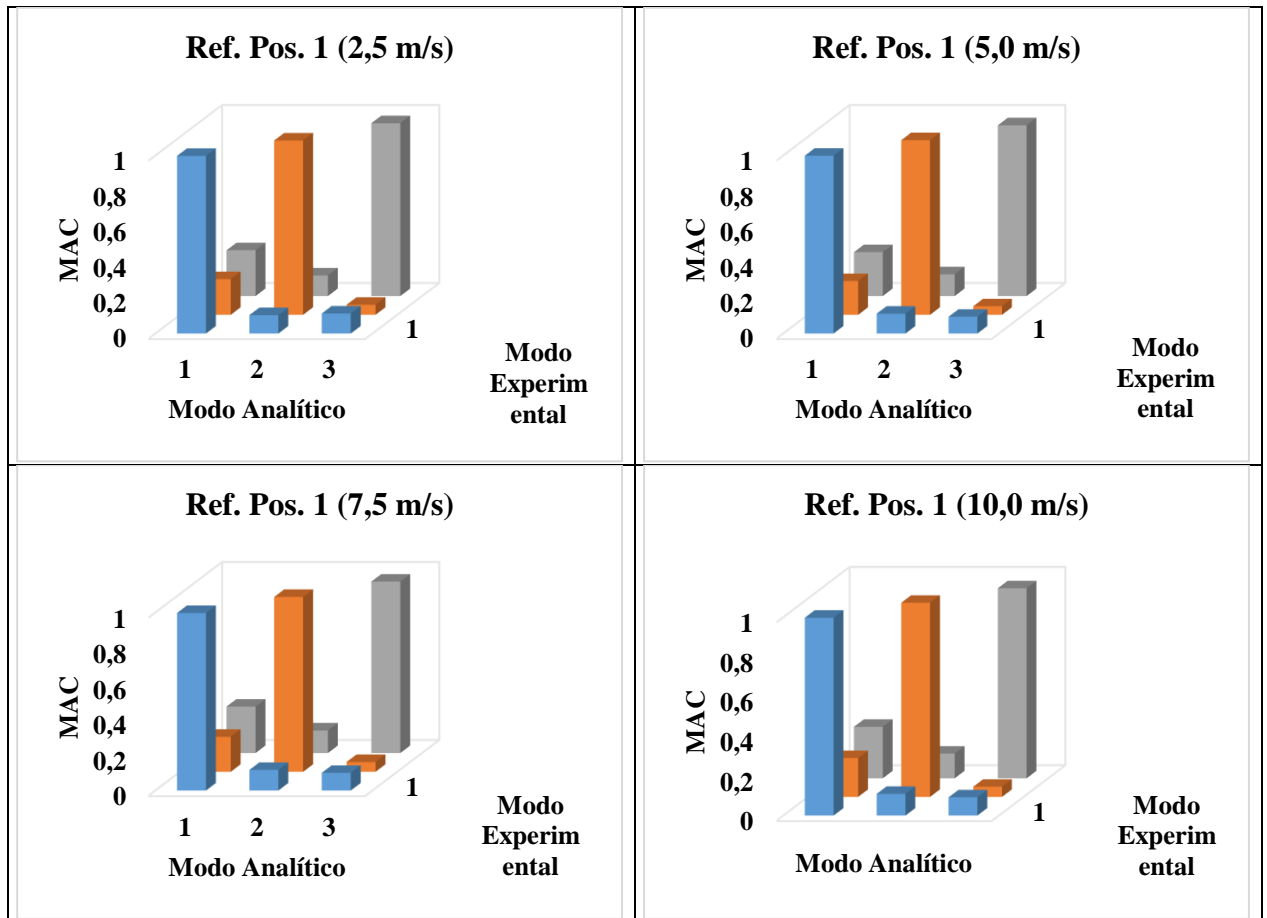 Ref. Pos. 1 (2,5 m/s)
1
0,8
0,6
0,4
0,2
0
MAC
1
2
3
Modo Analítico
1
Modo
Experim
ental
Ref. Pos. 1 (5,0 m/s)
1
0,8
0,6
0,4
0,2
0
MAC
1
2
3
Modo Analítico
1
Modo
Experim
ental
Ref. Pos. 1 (7,5 m/s)
1
0,8
0,6
0,4
0,2
0
MAC
1
2
3
Modo Analítico
1
Modo
Experim
ental
Ref. Pos. 1 (10,0 m/s)
1
0,8
0,6
0,4
0,2
0
MAC
Modo Analítico
1
Modo
Experim
ental